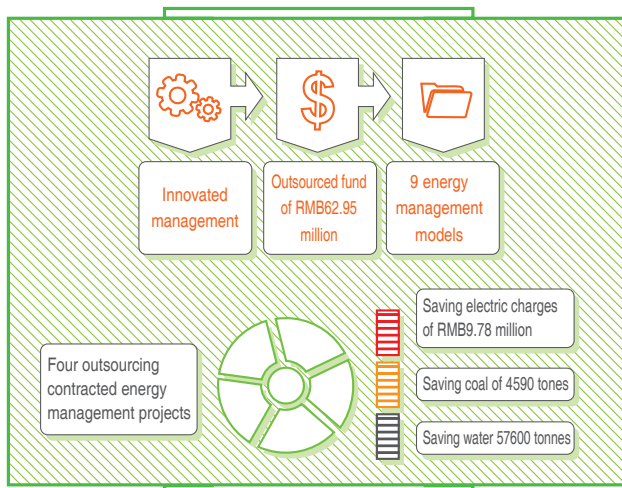 Innovated
management
Outsourced fund
of RMB62.95
million
9 energy
management
models
Four outsourcing
contracted energy
management projects
Saving electric charges
of RMB9.78 million
Saving coal of 4590 tones
Saving water 57600 tonnes